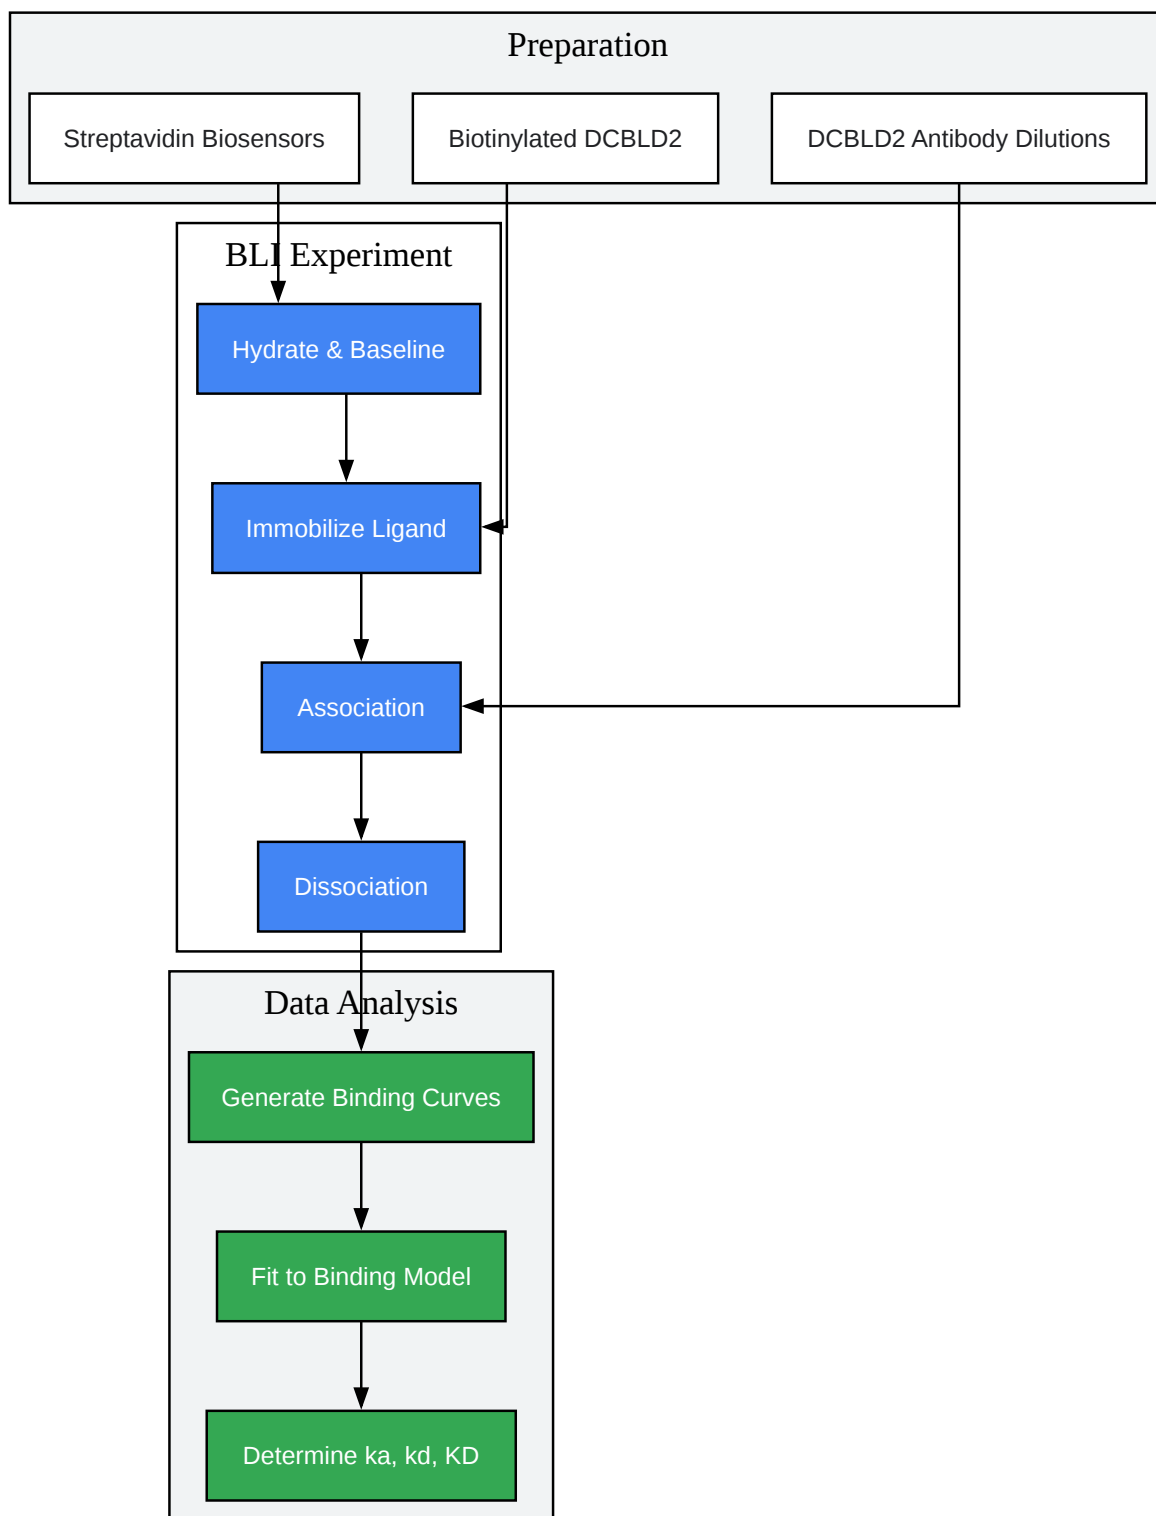 Preparation
Streptavidin Biosensors
Biotinylated DCBLD2
DCBLD2 Antibody Dilutions
BLI Experiment
Hydrate & Baseline
Immobilize Ligand
Association
Dissociation
Data Analysis
Generate Binding Curves
Fit to Binding Model
Determine ka, kd, KD